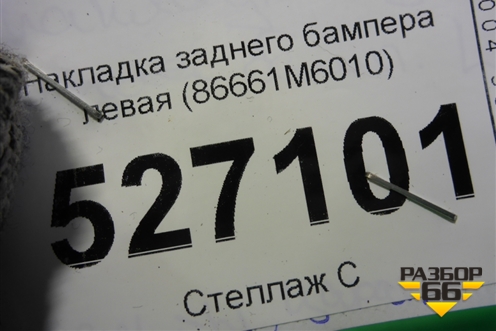 Накладка заднего бампера
левая (86661M6010)
527101
Стеллаж С
РАЗБОР
66